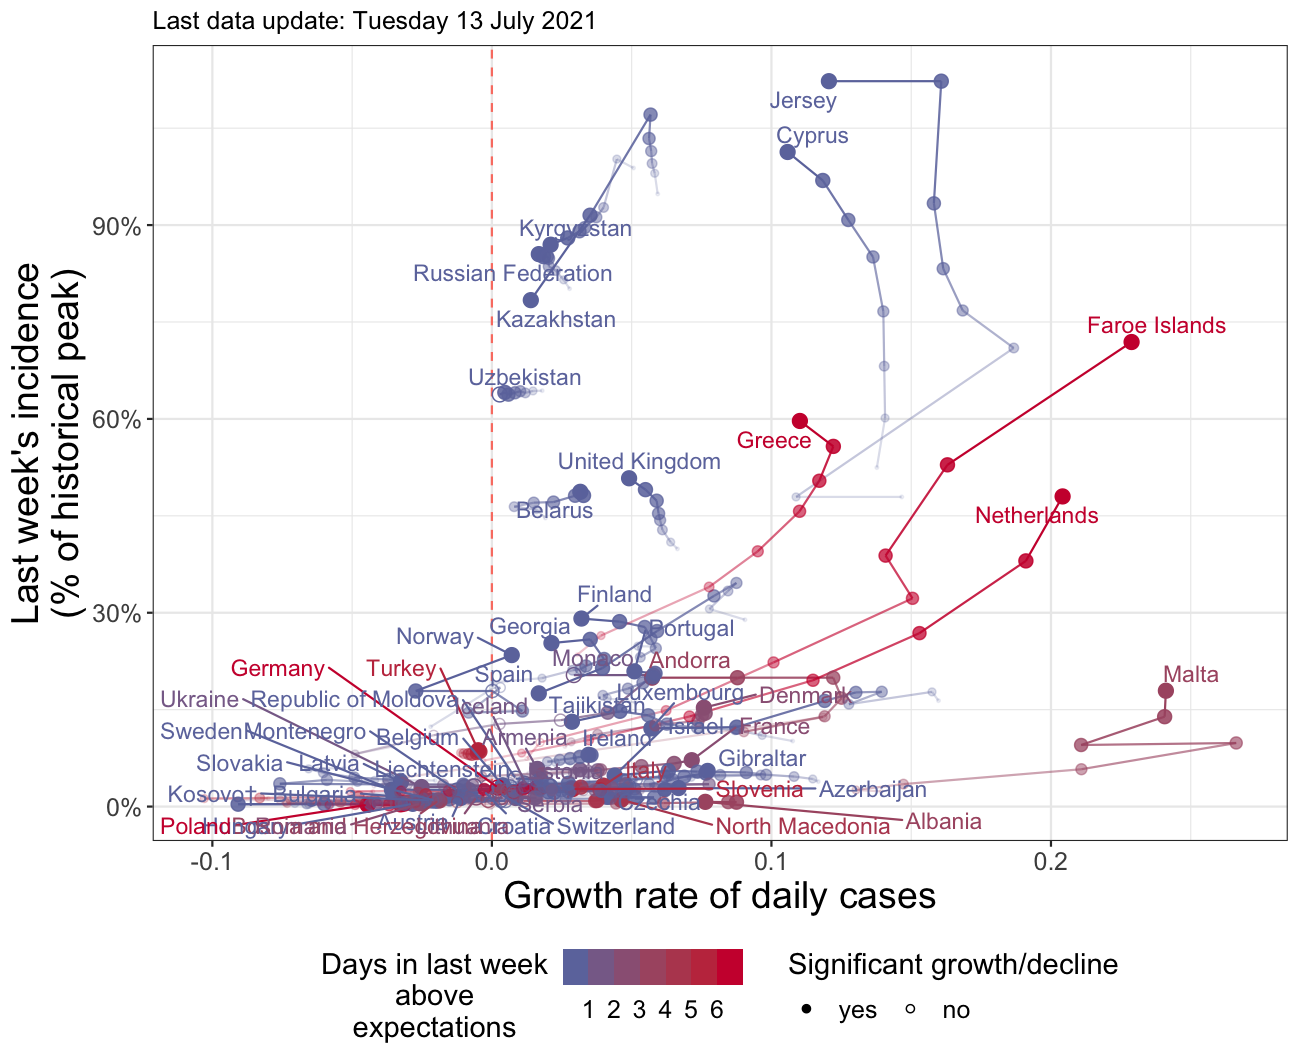 Last data update: Tuesday 13 July 2021
Last week's incidence
(% of historical peak)
90%
60%
30%
0%
Jersey
Cyprus
Kyrgyzstan
Russian Federation
Kazakhstan
Faroe Islands
Uzbekistan
Greece
United Kingdom
Belarus
Netherlands
Finland
Georgia
Portugal
Norway
Monaco
Andorra
Germany
Turkey
Spain
Malta
Ukraine
Republic of Moldova
Iceland
Tajikistan
Luxembourg
Denmark
Sweden
Montenegro
Belgium
Armenia
Ireland
Israel
France
Slovakia
Latvia
Liechtenstein
Estonia
Italy
Gibraltar
Kosovo
Bulgaria
Serbia
Slovenia
Azerbaijan
Poland
Hungary
Romania
Austria
Lithuania
Croatia
Switzerland
North Macedonia
Albania
-0.1
0.0
0.1
0.2
Growth rate of daily cases
Days in last week
above
expectations
1 2 3 4 5 6
Significant growth/decline
yes
no